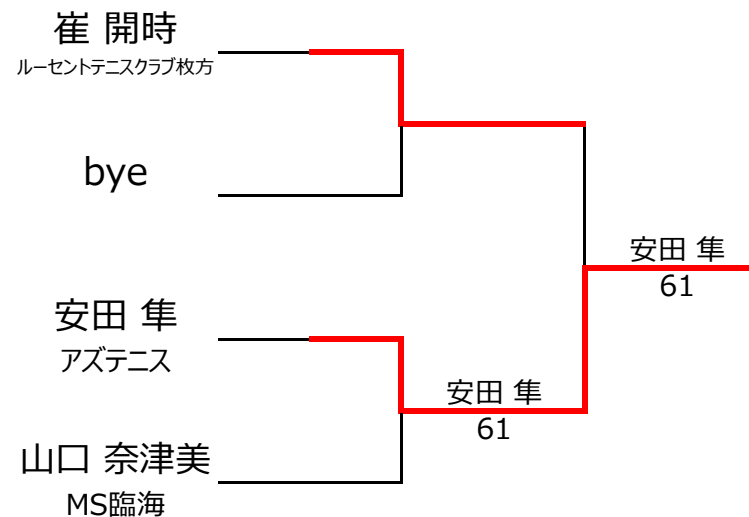 崔 開時
ルーセントテニスクラブ枚方
bye
安田 隼
61
安田 隼
アズテニス
安田 隼
61
山口 奈津美
MS臨海